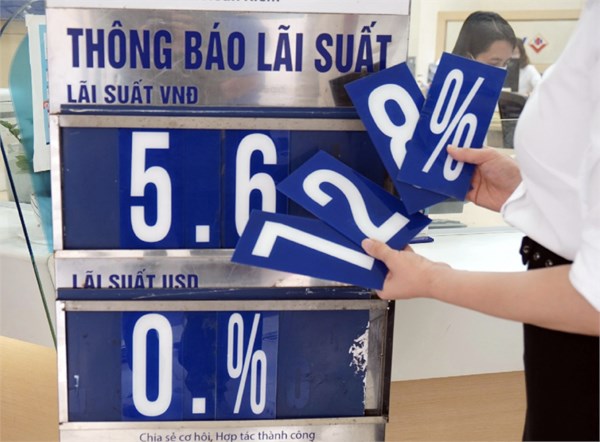 THÔNG BÁO LÃI SUẤT
LÃI SUẤT VNĐ
5.6
8 %
1 2
LÃI SUẤT USD
0.%
Chia sẻ cơ hội, Hợp tác thành công